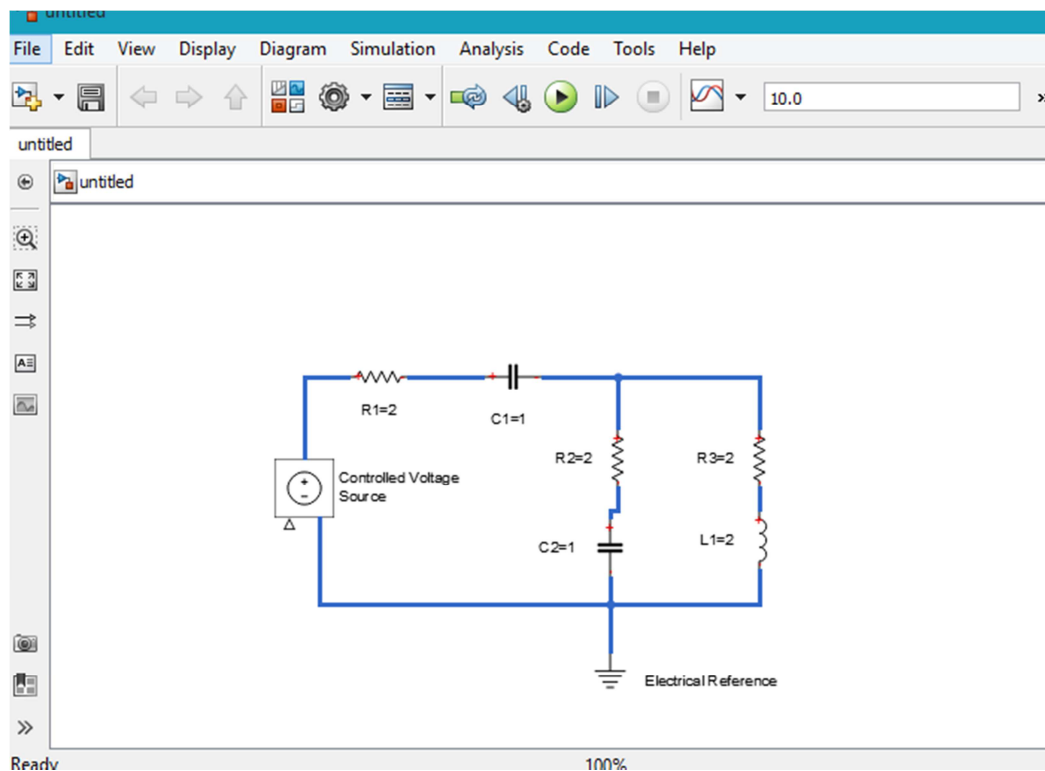 untitled
File Edit View Display Diagram Simulation Analysis Code Tools Help
10.0 »
untitled
untitled
R1=2
C1=1
R2=2
R3=2
Controlled Voltage
Source
C2=1
L1=2
Electrical Reference
Ready 100%